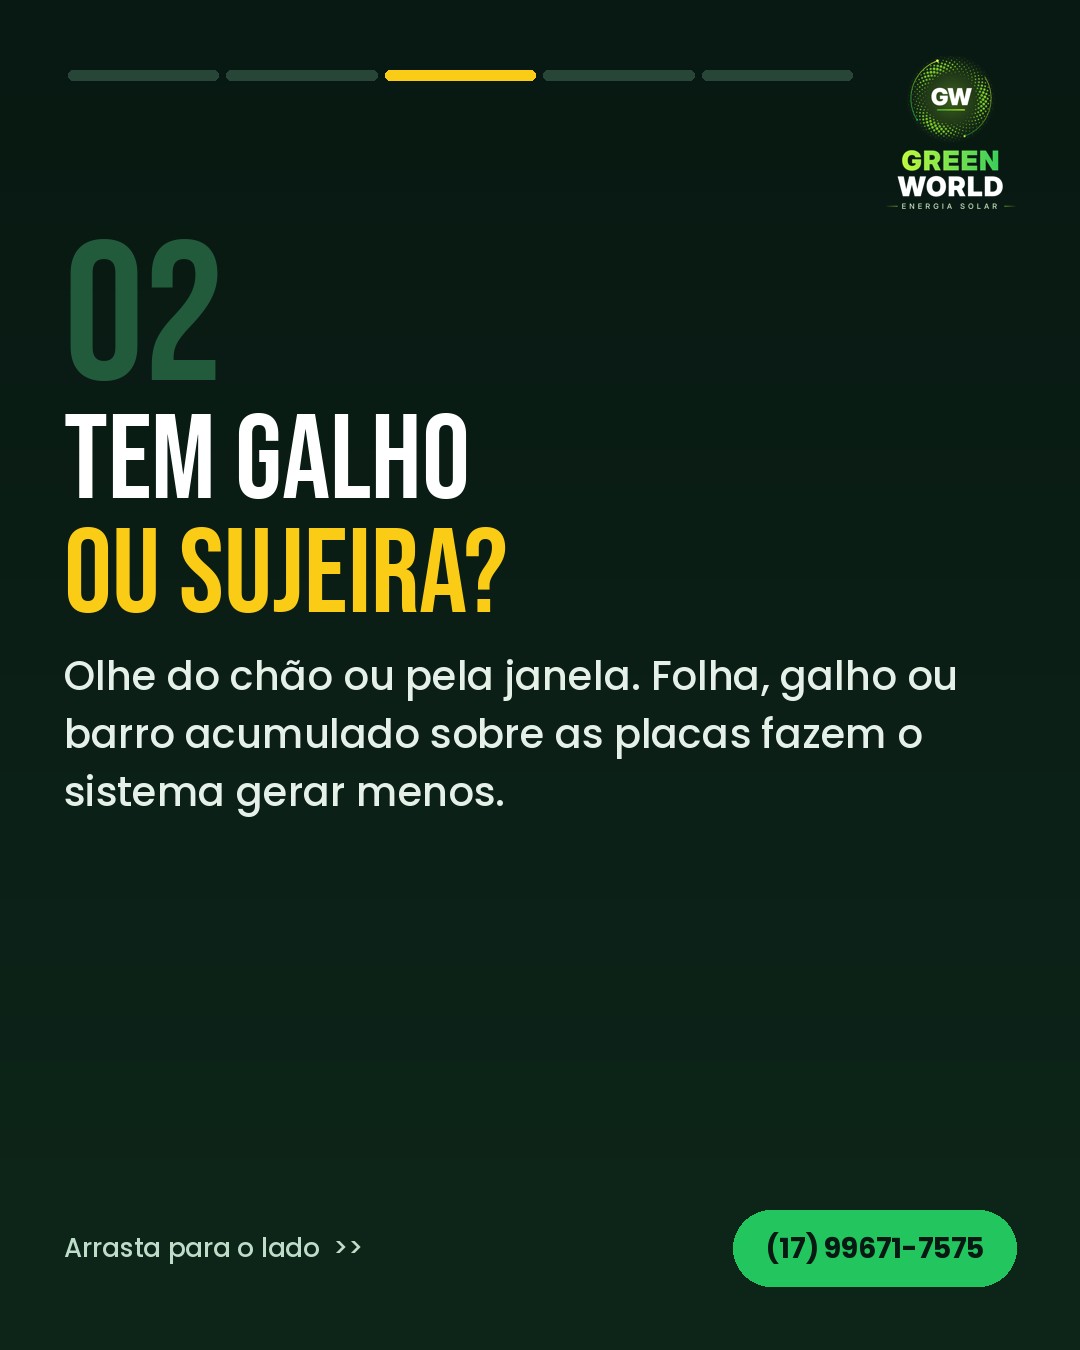 GW
GREEN
WORLD
ENERGIA SOLAR
02
TEM GALHO
OU SUJEIRA?
Olhe do chão ou pela janela. Folha, galho ou
barro acumulado sobre as placas fazem o
sistema gerar menos.
Arrasta para o lado >>
(17) 99671-7575